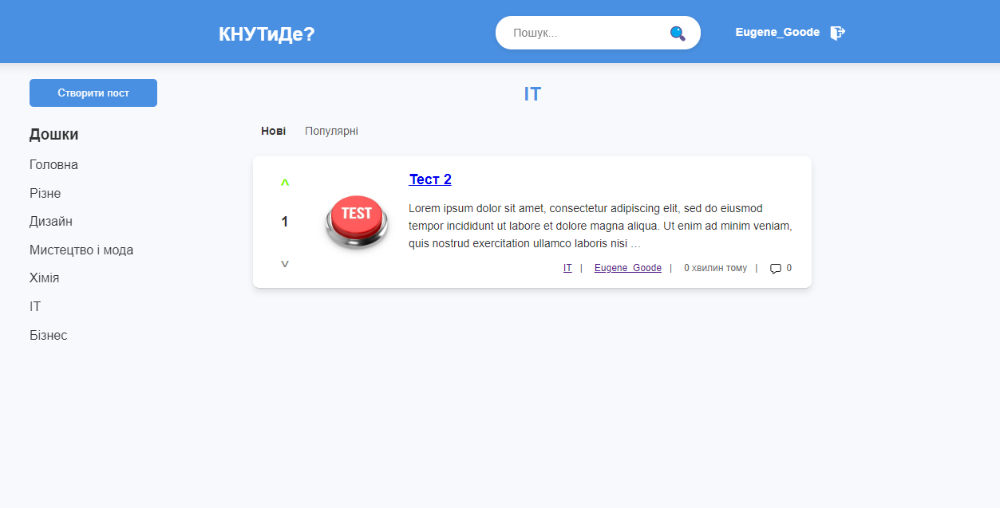 КНУТиДе?
Пошук...
Eugene_Goode
Створити пост
Дошки
Головна
Різне
Дизайн
Мистецтво і мода
Хімія
IT
Бізнес
IT
Нові Популярні
^
1
v
TEST
Тест 2
Lorem ipsum dolor sit amet, consectetur adipiscing elit, sed do eiusmod
tempor incididunt ut labore et dolore magna aliqua. Ut enim ad minim veniam,
quis nostrud exercitation ullamco laboris nisi …
IT | Eugene_Goode | 0 хвилин тому | 0